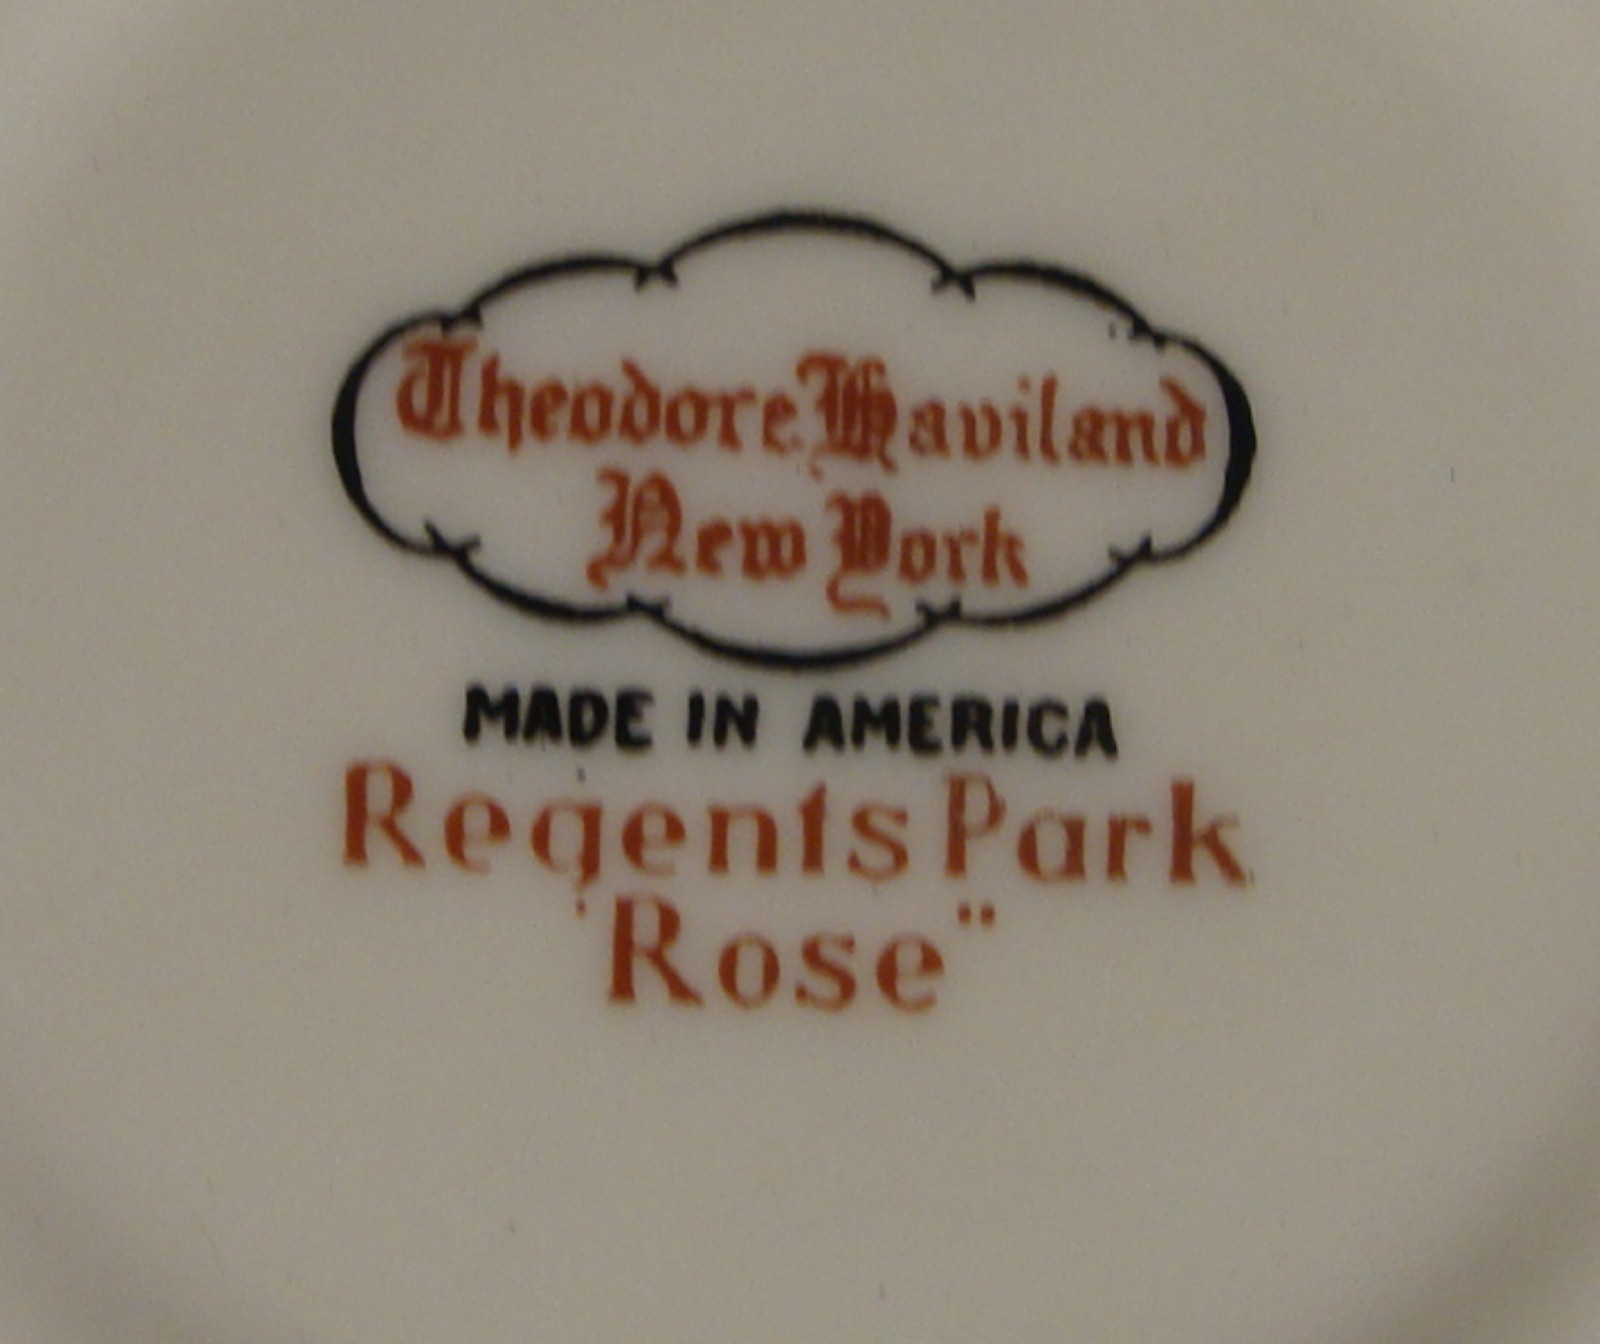 Theodore Haviland
New York
MADE IN AMERICA
Regents Park
"Rose"